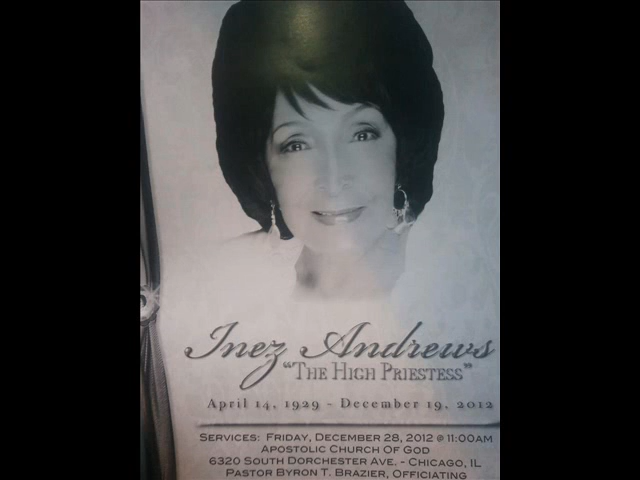 Inez Andrews
"The High Priestess"
April 14, 1929 - December 19, 2012
Services: Friday, December 28, 2012 @ 11:00am
Apostolic Church Of God
6320 South Dorchester Ave. - Chicago, IL
Pastor Byron T. Brazier, Officiating